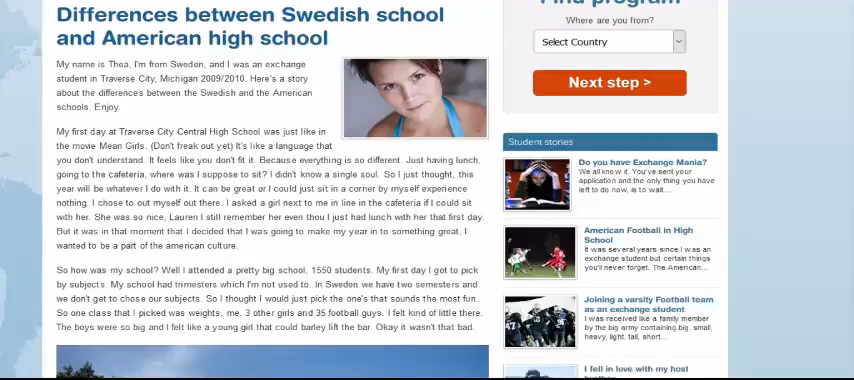 Differences between Swedish school
and American high school
My name is Thea, I'm from Sweden, and I was an exchange
student in Traverse City, Michigan 2009/2010. Here's a story
about the differences between the Swedish and the American
schools. Enjoy.
My first day at Traverse City Central High School was just like in
the movie Mean Girls. (Don't freak out yet) It's like a language that
you don't understand. It feels like you don't fit it. Because everything is so different. Just having lunch,
going to the cafeteria, where was I suppose to sit? I didn't know a single soul. So I just thought, this
year will be whatever I do with it. It can be great or I could just sit in a corner by myself experience
nothing. I chose to out myself out there. I asked a girl next to me in line in the cafeteria if I could sit
with her. She was so nice, Lauren I still remember her even thou I just had lunch with her that first day.
But it was in that moment that I decided that I was going to make my year in to something great, I
wanted to be a part of the american culture.
So how was my school? Well I attended a pretty big school, 1550 students. My first day I got to pick
by subjects. My school had trimesters which I'm not used to. In Sweden we have two semesters and
we don't get to chose our subjects. So I thought I would just pick the one's that sounds the most fun.
So one class that I picked was weights, me, 3 other girls and 35 football guys. I felt kind of little there.
The boys were so big and I felt like a young girl that could barley lift the bar. Okay it wasn't that bad.
Find program
Where are you from?
Select Country
Next step >
Student stories
Do you have Exchange Mania?
We all know it. You've sent your
application and the only thing you have
left to do now, is to wait....
American Football in High
School
It was several years since I was an
exchange student but certain things
you'll never forget. The American...
Joining a varsity Football team
as an exchange student
I was received like a family member
by the big army containing big, small,
heavy, light, tall, short...
I fell in love with my host